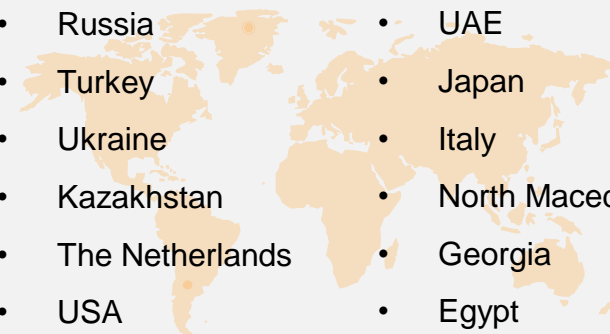 • Russia
• Turkey
• Ukraine
• Kazakhstan
• The Netherlands
• USA
• UAE
• Japan
• Italy
• North Maced
• Georgia
• Egypt